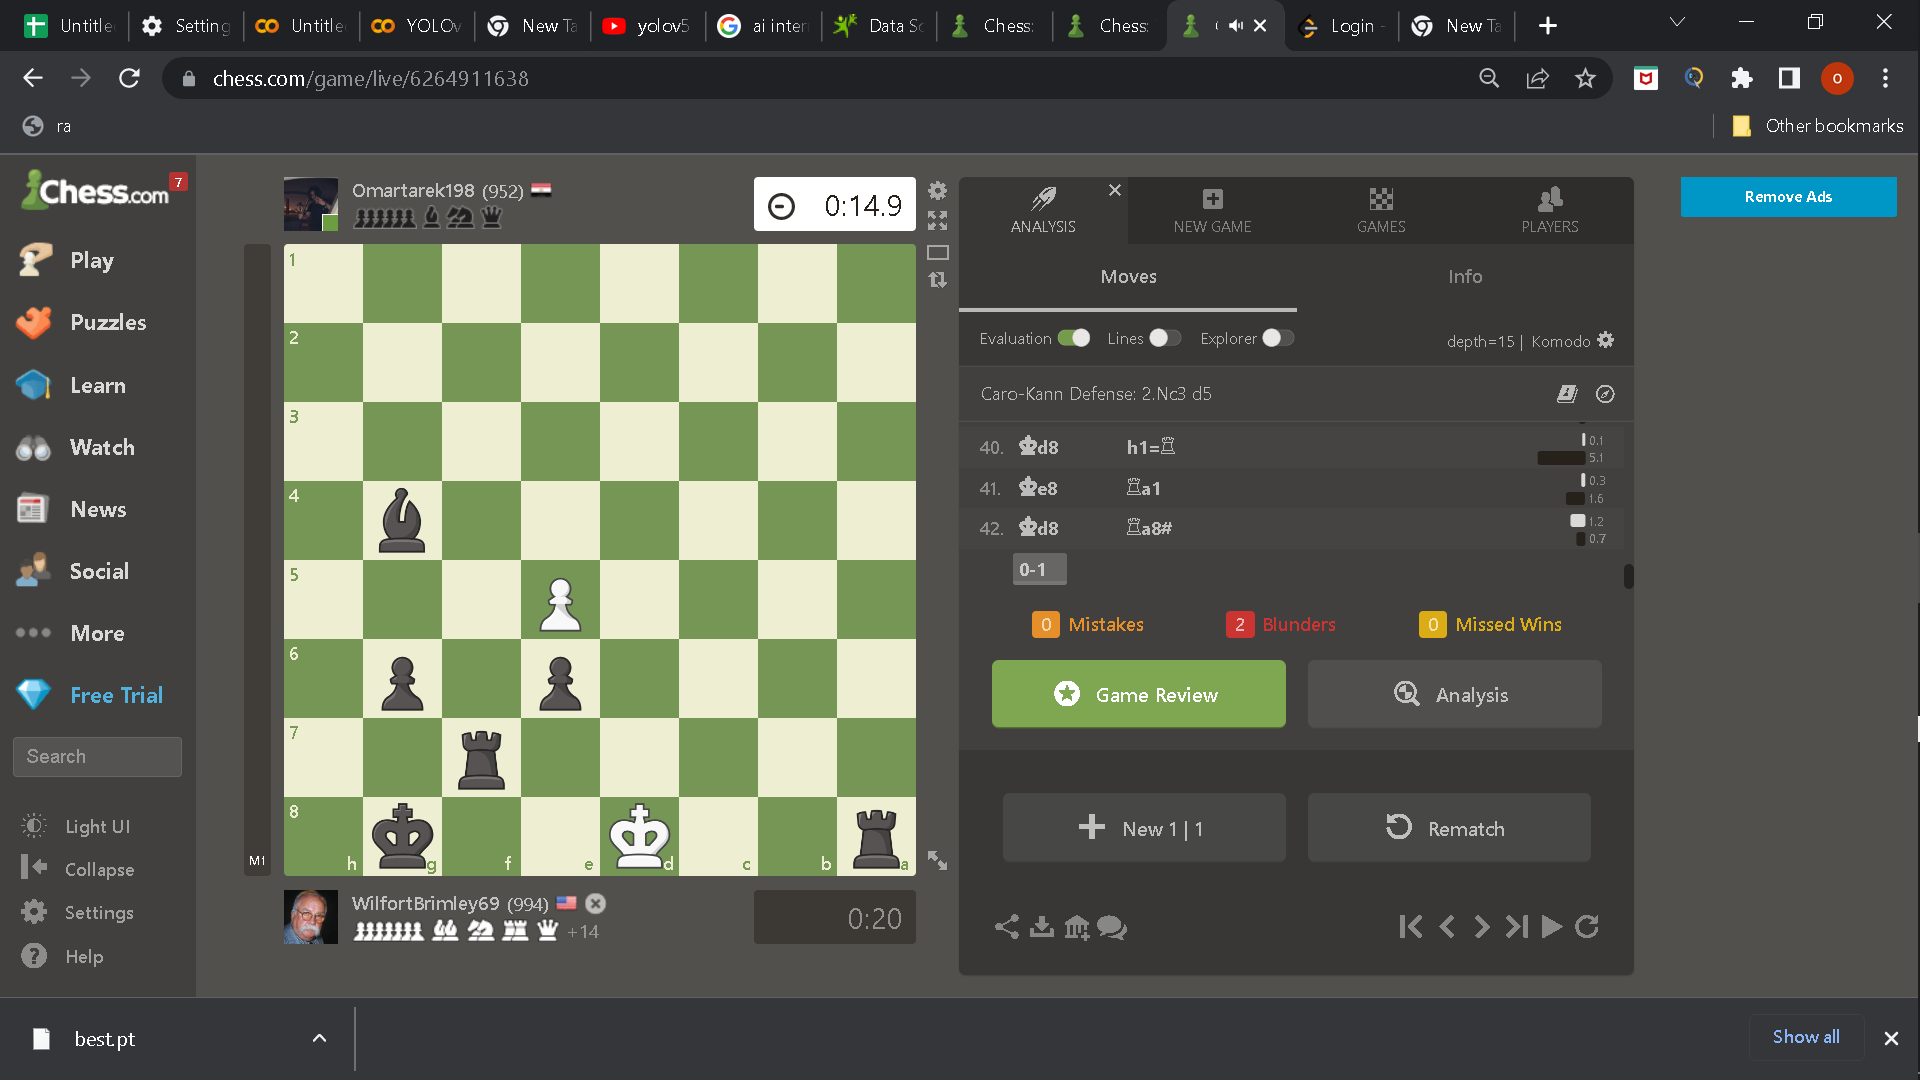 Untitle
Setting
Untitle
YOLOv
New Ta
yolov5
ai inter
Data Sc
Chess:
Chess:
Login -
New Ta
chess.com/game/live/6264911638
o
ra
Other bookmarks
Chess.com
7
Play
Puzzles
Learn
Watch
News
Social
More
Free Trial
Search
Light UI
Collapse
Settings
Help
Omartarek198 (952)
0:14.9
1
2
3
4
5
6
7
8
h g f e d c b a
M1
WilfortBrimley69 (994)
+14
0:20
ANALYSIS
NEW GAME
GAMES
PLAYERS
Moves
Info
Evaluation
Lines
Explorer
depth=15 | Komodo
Caro-Kann Defense: 2.Nc3 d5
40. ♚d8 h1=♖ 0.1
5.1
41. ♚e8 ♖a1 0.3
1.6
42. ♚d8 ♖a8# 1.2
0.7
0-1
0 Mistakes
2 Blunders
0 Missed Wins
Game Review
Analysis
New 1 | 1
Rematch
Remove Ads
best.pt
Show all